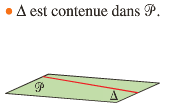 • Δ est contenue dans 𝒫.
𝒫
Δ